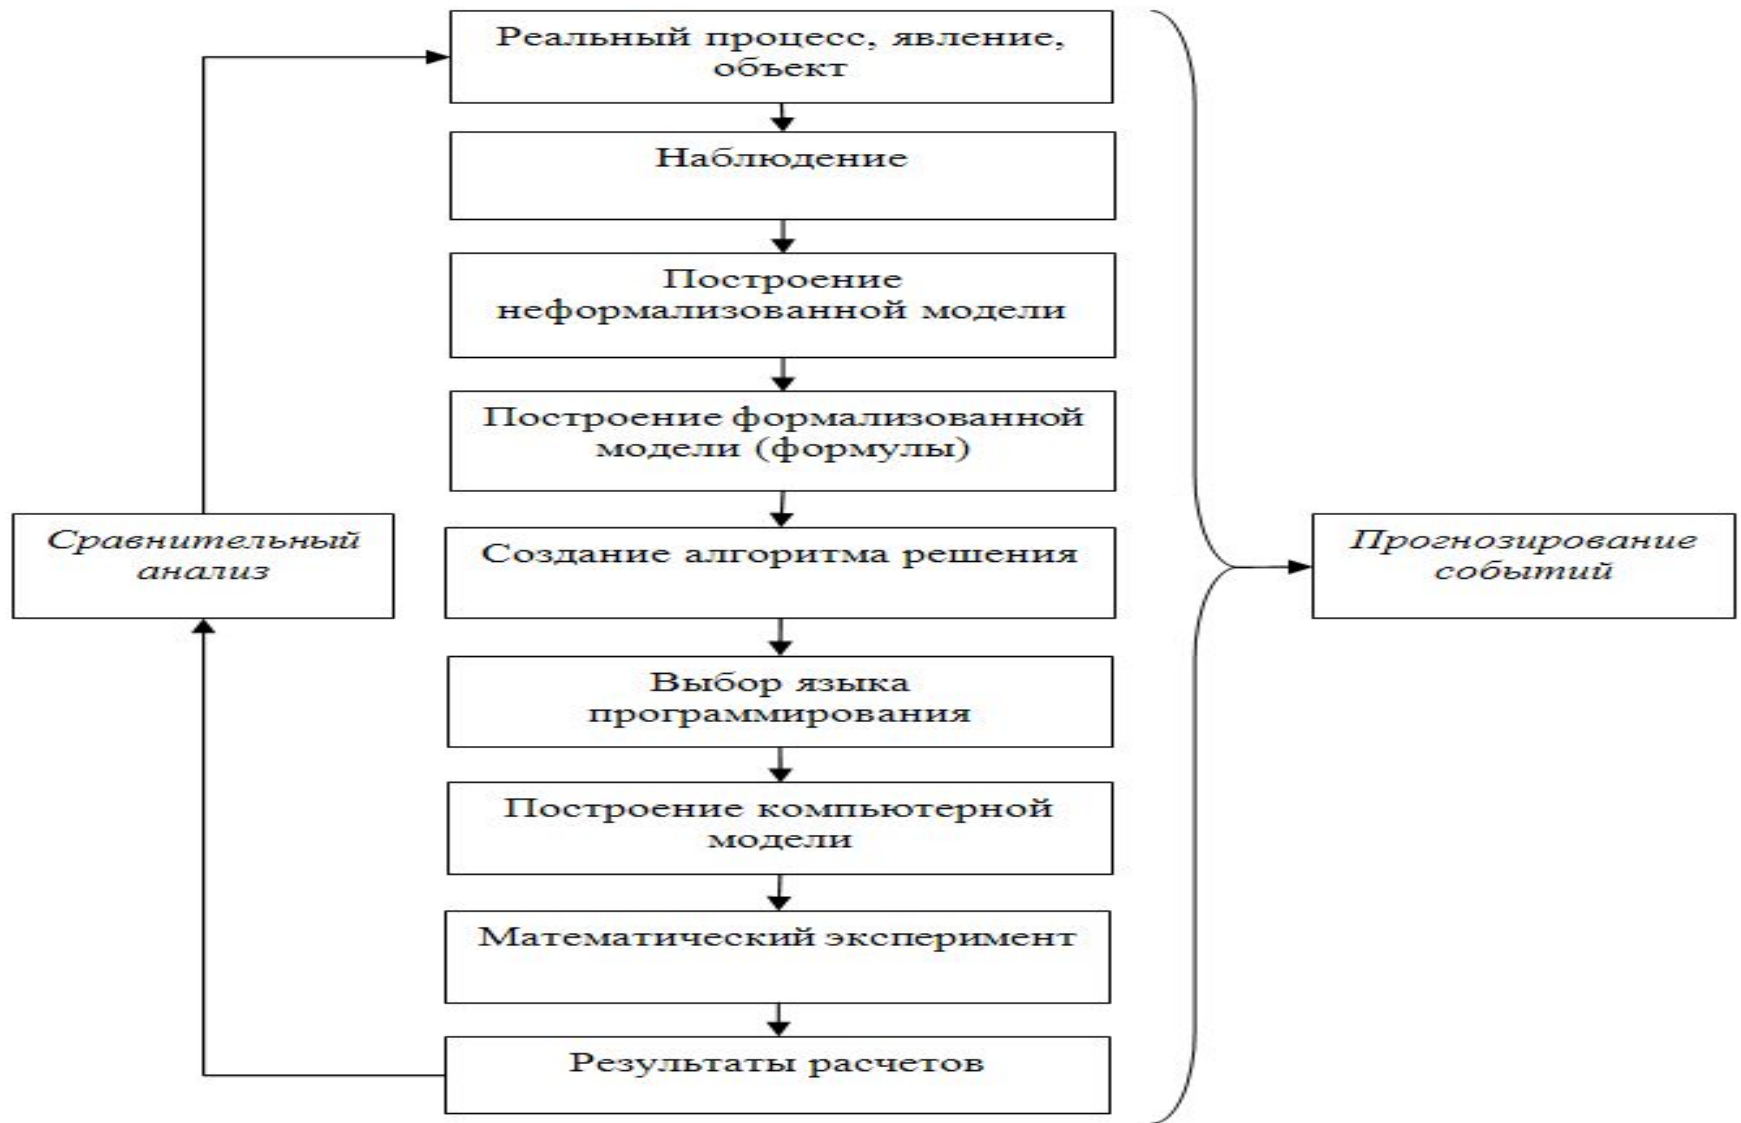 Реальный процесс, явление,
объект
Наблюдение
Построение
неформализованной модели
Построение формализованной
модели (формулы)
Сравнительный
анализ
Создание алгоритма решения
Прогнозирование
событий
Выбор языка
программирования
Построение компьютерной
модели
Математический эксперимент
Результаты расчетов